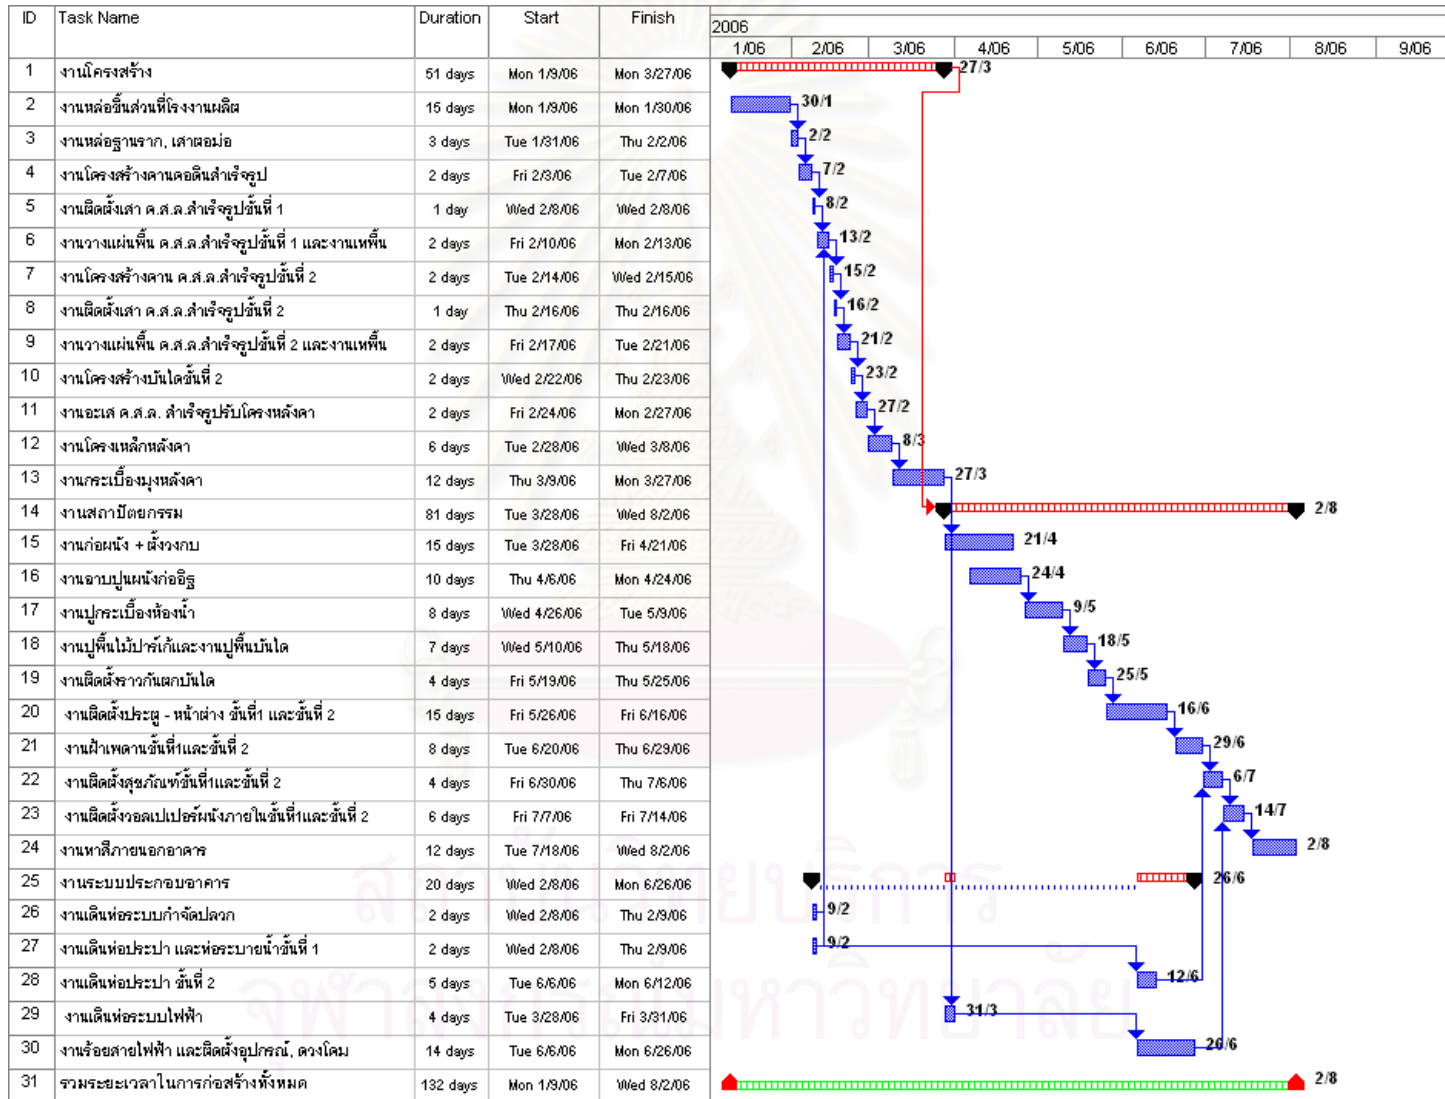 ID Task Name Duration Start Finish 2006
1/06 2/06 3/06 4/06 5/06 6/06 7/06 8/06 9/06
1 งานโครงสร้าง 51 days Mon 1/9/06 Mon 3/27/06 27/3
2 งานหล่อชิ้นส่วนที่โรงงานผลิต 15 days Mon 1/9/06 Mon 1/30/06 30/1
3 งานหล่อฐานราก, เสาตอม่อ 3 days Tue 1/31/06 Thu 2/2/06 2/2
4 งานโครงสร้างคานคอดินสำเร็จรูป 2 days Fri 2/3/06 Tue 2/7/06 7/2
5 งานติดตั้งเสา ค.ส.ล.สำเร็จรูปชั้นที่ 1 1 day Wed 2/8/06 Wed 2/8/06 8/2
6 งานวางแผ่นพื้น ค.ส.ล.สำเร็จรูปชั้นที่ 1 และงานเทพื้น 2 days Fri 2/10/06 Mon 2/13/06 13/2
7 งานโครงสร้างคาน ค.ส.ล.สำเร็จรูปชั้นที่ 2 2 days Tue 2/14/06 Wed 2/15/06 15/2
8 งานติดตั้งเสา ค.ส.ล.สำเร็จรูปชั้นที่ 2 1 day Thu 2/16/06 Thu 2/16/06 16/2
9 งานวางแผ่นพื้น ค.ส.ล.สำเร็จรูปชั้นที่ 2 และงานเทพื้น 2 days Fri 2/17/06 Tue 2/21/06 21/2
10 งานโครงสร้างบันไดชั้นที่ 2 2 days Wed 2/22/06 Thu 2/23/06 23/2
11 งานอะเส ค.ส.ล. สำเร็จรูปรับโครงหลังคา 2 days Fri 2/24/06 Mon 2/27/06 27/2
12 งานโครงเหล็กหลังคา 6 days Tue 2/28/06 Wed 3/8/06 8/3
13 งานกระเบื้องมุงหลังคา 12 days Thu 3/9/06 Mon 3/27/06 27/3
14 งานสถาปัตยกรรม 81 days Tue 3/28/06 Wed 8/2/06 2/8
15 งานก่อผนัง + ตั้งวงกบ 15 days Tue 3/28/06 Fri 4/21/06 21/4
16 งานฉาบปูนผนังก่ออิฐ 10 days Thu 4/6/06 Mon 4/24/06 24/4
17 งานปูกระเบื้องห้องน้ำ 8 days Wed 4/26/06 Tue 5/9/06 9/5
18 งานปูพื้นไม้ปาร์เก้และงานปูพื้นบันได 7 days Wed 5/10/06 Thu 5/18/06 18/5
19 งานติดตั้งราวกันตกบันได 4 days Fri 5/19/06 Thu 5/25/06 25/5
20 งานติดตั้งประตู - หน้าต่าง ชั้นที่1 และชั้นที่ 2 15 days Fri 5/26/06 Fri 6/16/06 16/6
21 งานฝ้าเพดานชั้นที่1และชั้นที่ 2 8 days Tue 6/20/06 Thu 6/29/06 29/6
22 งานติดตั้งสุขภัณฑ์ชั้นที่1และชั้นที่ 2 4 days Fri 6/30/06 Thu 7/6/06 6/7
23 งานติดตั้งวอลเปเปอร์ผนังภายในชั้นที่1และชั้นที่ 2 6 days Fri 7/7/06 Fri 7/14/06 14/7
24 งานทาสีภายนอกอาคาร 12 days Tue 7/18/06 Wed 8/2/06 2/8
25 งานระบบประกอบอาคาร 20 days Wed 2/8/06 Mon 6/26/06 26/6
สถาบันวิทยบริการ
26 งานเดินท่อระบบกำจัดปลวก 2 days Wed 2/8/06 Thu 2/9/06 9/2
27 งานเดินท่อประปา และท่อระบายน้ำชั้นที่ 1 2 days Wed 2/8/06 Thu 2/9/06 9/2
28 งานเดินท่อประปา ชั้นที่ 2 5 days Tue 6/6/06 Mon 6/12/06 12/6
จุฬาลงกรณ์มหาวิทยาลัย
29 งานเดินท่อระบบไฟฟ้า 4 days Tue 3/28/06 Fri 3/31/06 31/3
30 งานร้อยสายไฟฟ้า และติดตั้งอุปกรณ์, ดวงโคม 14 days Tue 6/6/06 Mon 6/26/06 26/6
31 รวมระยะเวลาในการก่อสร้างทั้งหมด 132 days Mon 1/9/06 Wed 8/2/06 2/8